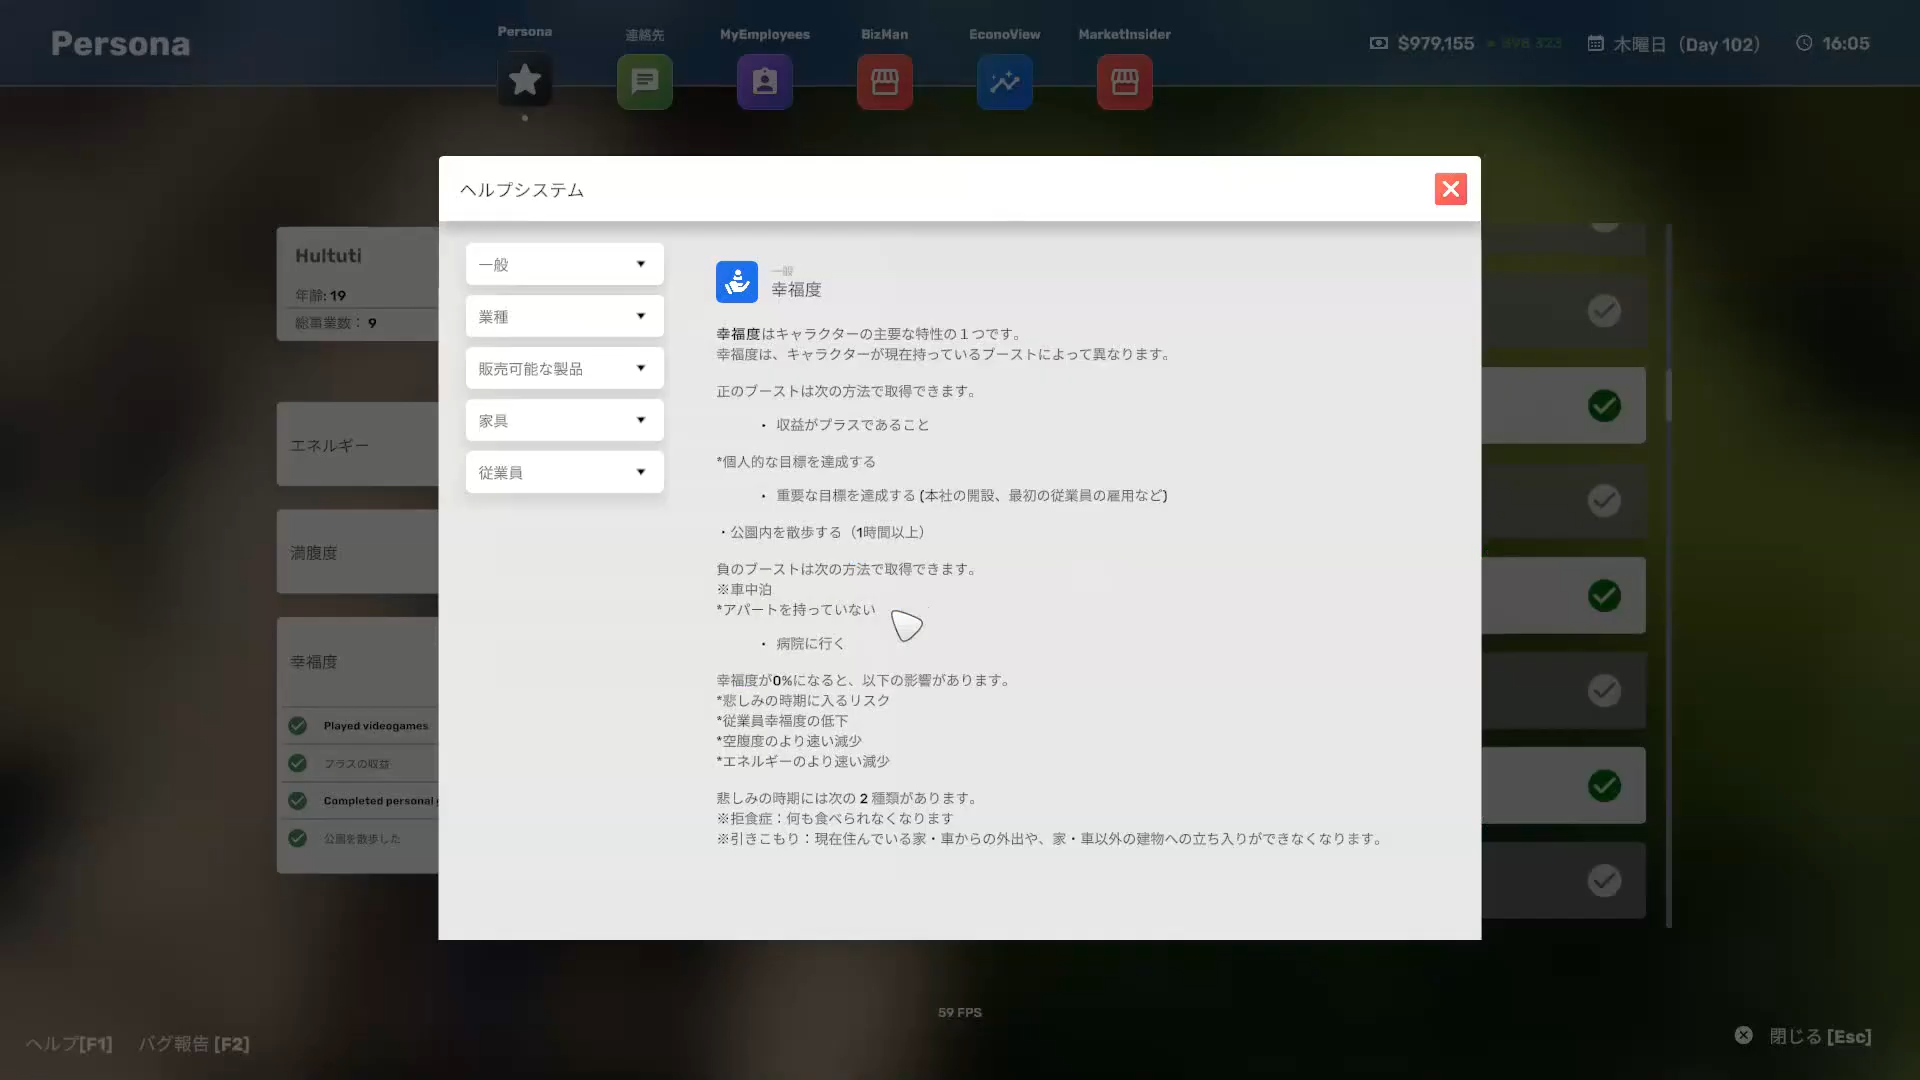 Persona
Persona
連絡先
MyEmployees
BizMan
EconoView
MarketInsider
$979,155
木曜日（Day 102）
16:05
ヘルプシステム
Hultuti
年齢: 19
総事業数： 9
エネルギー
満腹度
幸福度
Played videogames
プラスの収益
Completed personal
公園を散歩した
一般
業種
販売可能な製品
家具
従業員
一般
幸福度
幸福度はキャラクターの主要な特性の１つです。
幸福度は、キャラクターが現在持っているブーストによって異なります。
正のブーストは次の方法で取得できます。
・ 収益がプラスであること
*個人的な目標を達成する
・ 重要な目標を達成する (本社の開設、最初の従業員の雇用など)
・公園内を散歩する（1時間以上）
負のブーストは次の方法で取得できます。
※車中泊
*アパートを持っていない
・ 病院に行く
幸福度が0%になると、以下の影響があります。
*悲しみの時期に入るリスク
*従業員幸福度の低下
*空腹度のより速い減少
*エネルギーのより速い減少
悲しみの時期には次の 2 種類があります。
※拒食症：何も食べられなくなります
※引きこもり：現在住んでいる家・車からの外出や、家・車以外の建物への立ち入りができなくなります。
59 FPS
ヘルプ[F1]
バグ報告 [F2]
閉じる [Esc]